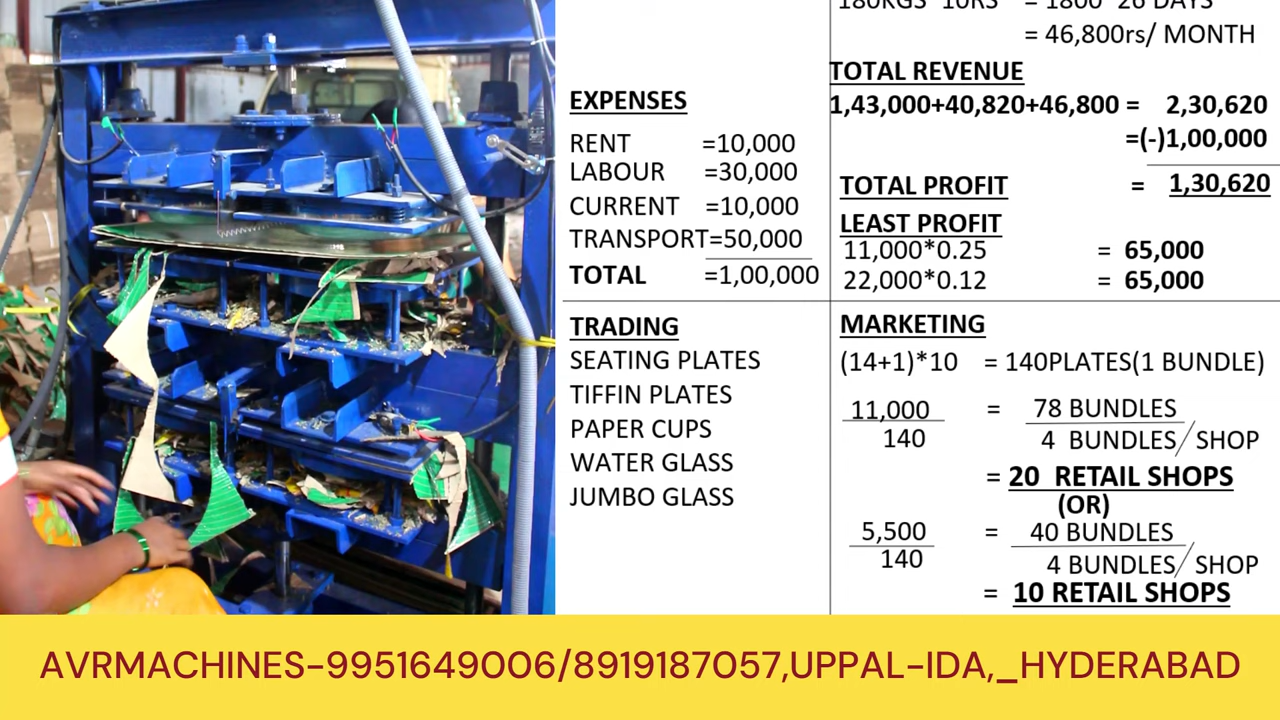 EXPENSES
RENT =10,000
LABOUR =30,000
CURRENT =10,000
TRANSPORT=50,000
TOTAL =1,00,000
TRADING
SEATING PLATES
TIFFIN PLATES
PAPER CUPS
WATER GLASS
JUMBO GLASS
180KGS*10RS = 1800*26 DAYS
= 46,800rs/ MONTH
TOTAL REVENUE
1,43,000+40,820+46,800 = 2,30,620
=(-)1,00,000
TOTAL PROFIT = 1,30,620
LEAST PROFIT
11,000*0.25 = 65,000
22,000*0.12 = 65,000
MARKETING
(14+1)*10 = 140PLATES(1 BUNDLE)
11,000 = 78 BUNDLES
140 4 BUNDLES/SHOP
= 20 RETAIL SHOPS
(OR)
5,500 = 40 BUNDLES
140 4 BUNDLES/SHOP
= 10 RETAIL SHOPS
AVRMACHINES-9951649006/8919187057,UPPAL-IDA,_HYDERABAD